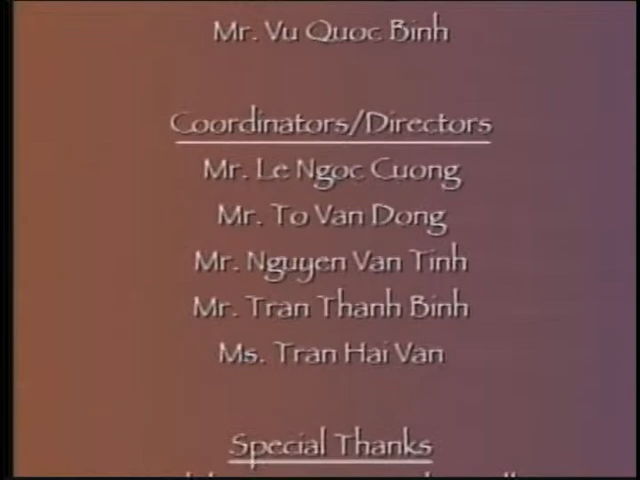 Mr. Vu Quoc Binh
Coordinators/Directors
Mr. Le Ngoc Cuong
Mr. To Van Dong
Mr. Nguyen Van Tinh
Mr. Tran Thanh Binh
Ms. Tran Hai Van
Special Thanks